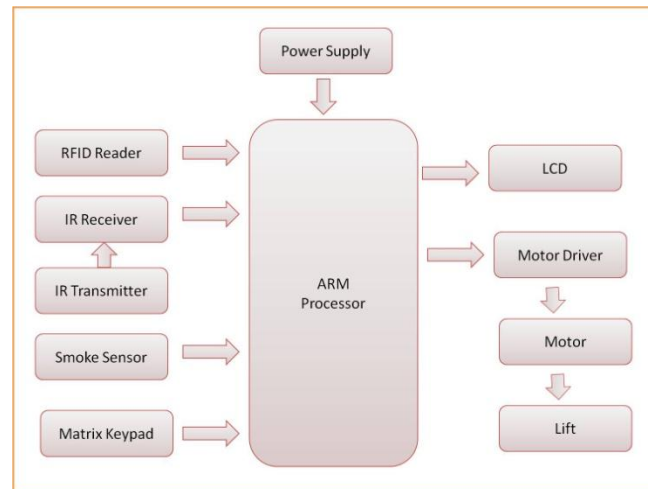 Power Supply
RFID Reader
IR Receiver
IR Transmitter
Smoke Sensor
Matrix Keypad
ARM
Processor
LCD
Motor Driver
Motor
Lift